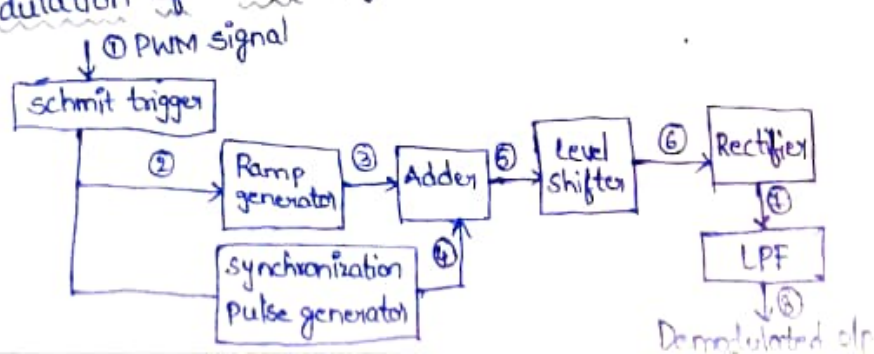 ① PWM signal
schmit trigger
②
Ramp
generator
③
Adder
④
synchronization
pulse generator
⑤
Level
shifter
⑥
Rectifier
⑦
LPF
⑧
Demodulated o/p